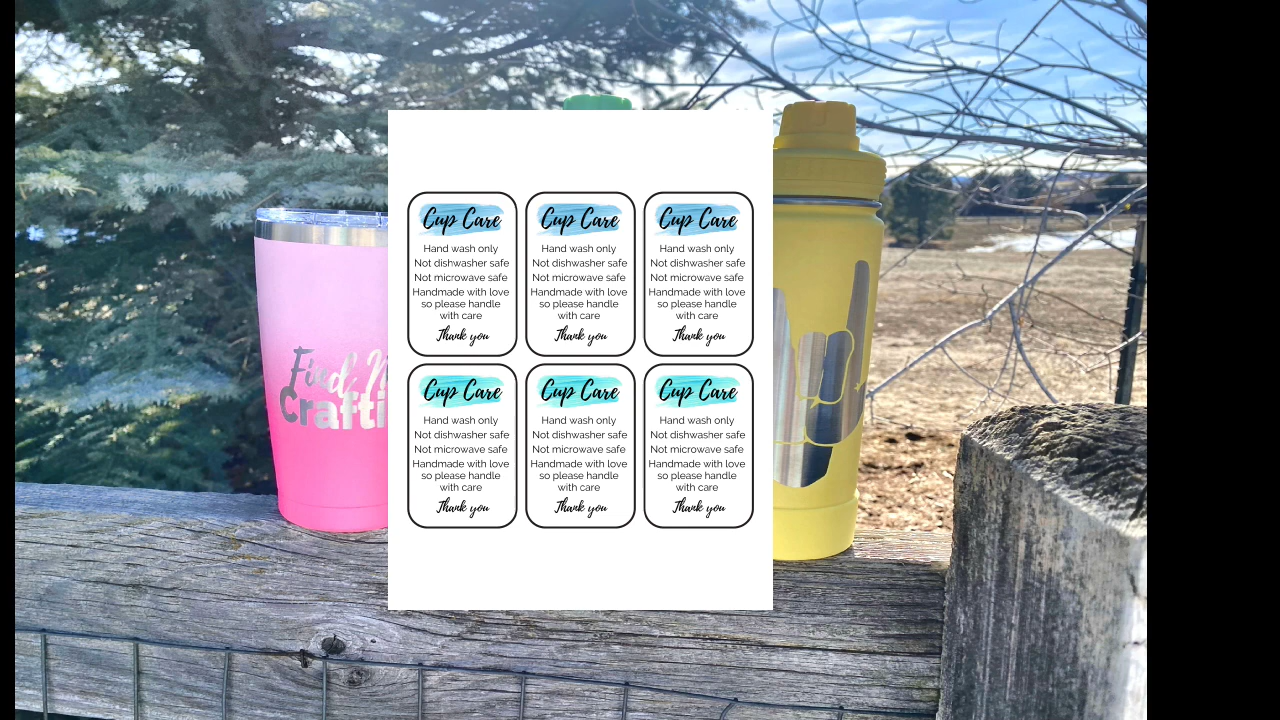 Cup Care
Hand wash only
Not dishwasher safe
Not microwave safe
Handmade with love
so please handle
with care
Thank you
Cup Care
Hand wash only
Not dishwasher safe
Not microwave safe
Handmade with love
so please handle
with care
Thank you
Cup Care
Hand wash only
Not dishwasher safe
Not microwave safe
Handmade with love
so please handle
with care
Thank you
Cup Care
Hand wash only
Not dishwasher safe
Not microwave safe
Handmade with love
so please handle
with care
Thank you
Cup Care
Hand wash only
Not dishwasher safe
Not microwave safe
Handmade with love
so please handle
with care
Thank you
Cup Care
Hand wash only
Not dishwasher safe
Not microwave safe
Handmade with love
so please handle
with care
Thank you
Find